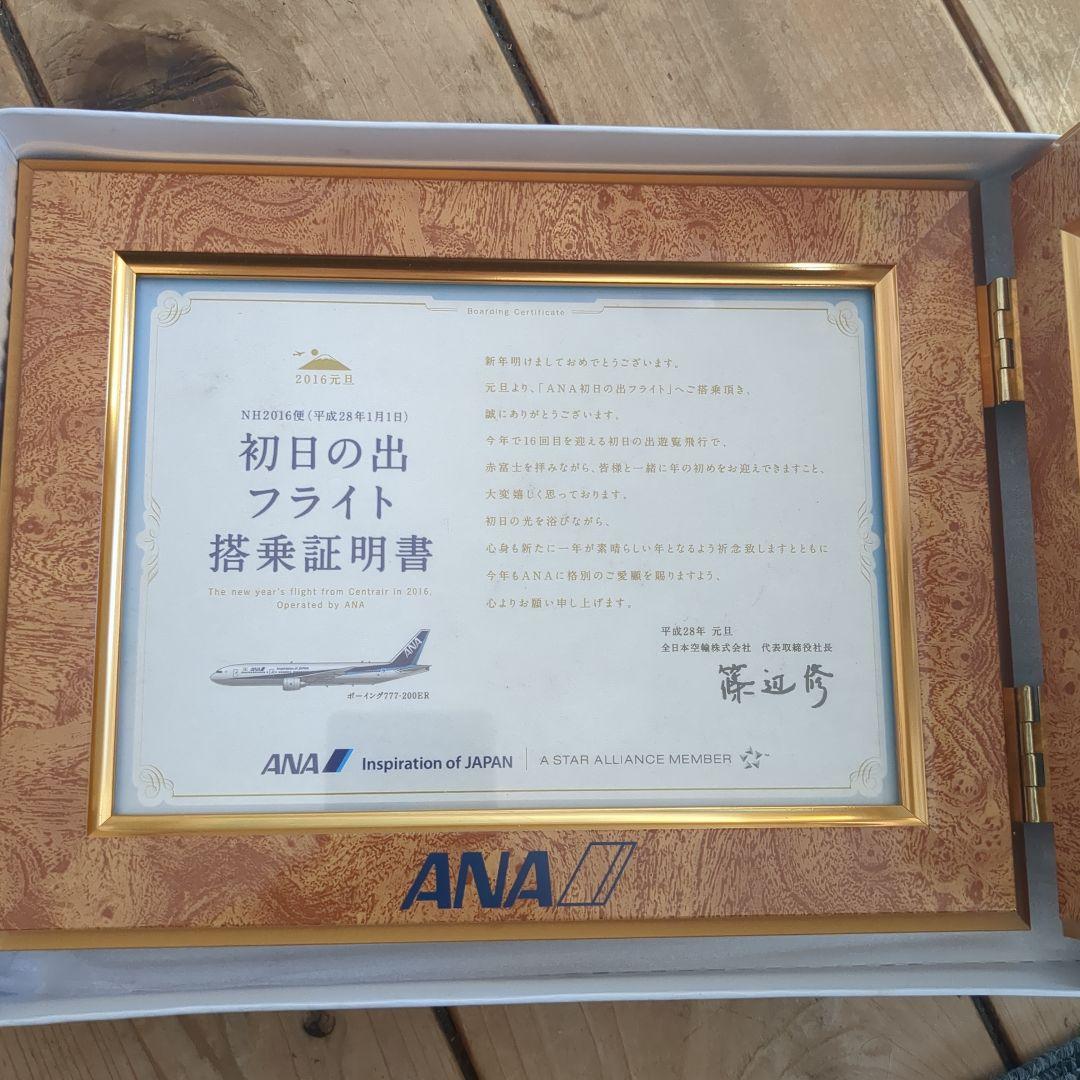 Boarding Certificate
2016元旦
NH2016便(平成28年1月1日)
初日の出
フライト
搭乗証明書
The new year's flight from Centrair in 2016,
Operated by ANA
ANA Inspiration of JAPAN
ANA
ボーイング777-200ER
新年明けましておめでとうございます。
元旦より、「ANA初日の出フライト」へご搭乗頂き、
誠にありがとうございます。
今年で16回目を迎える初日の出遊覧飛行で、
赤富士を拝みながら、皆様と一緒に年の初めをお迎えできますこと、
大変嬉しく思っております。
初日の光を浴びながら、
心身も新たに一年が素晴らしい年となるよう祈念致しますとともに
今年もANAに格別のご愛顧を賜りますよう、
心よりお願い申し上げます。
平成28年 元旦
全日本空輸株式会社 代表取締役社長
篠辺修
ANA Inspiration of JAPAN A STAR ALLIANCE MEMBER
ANA